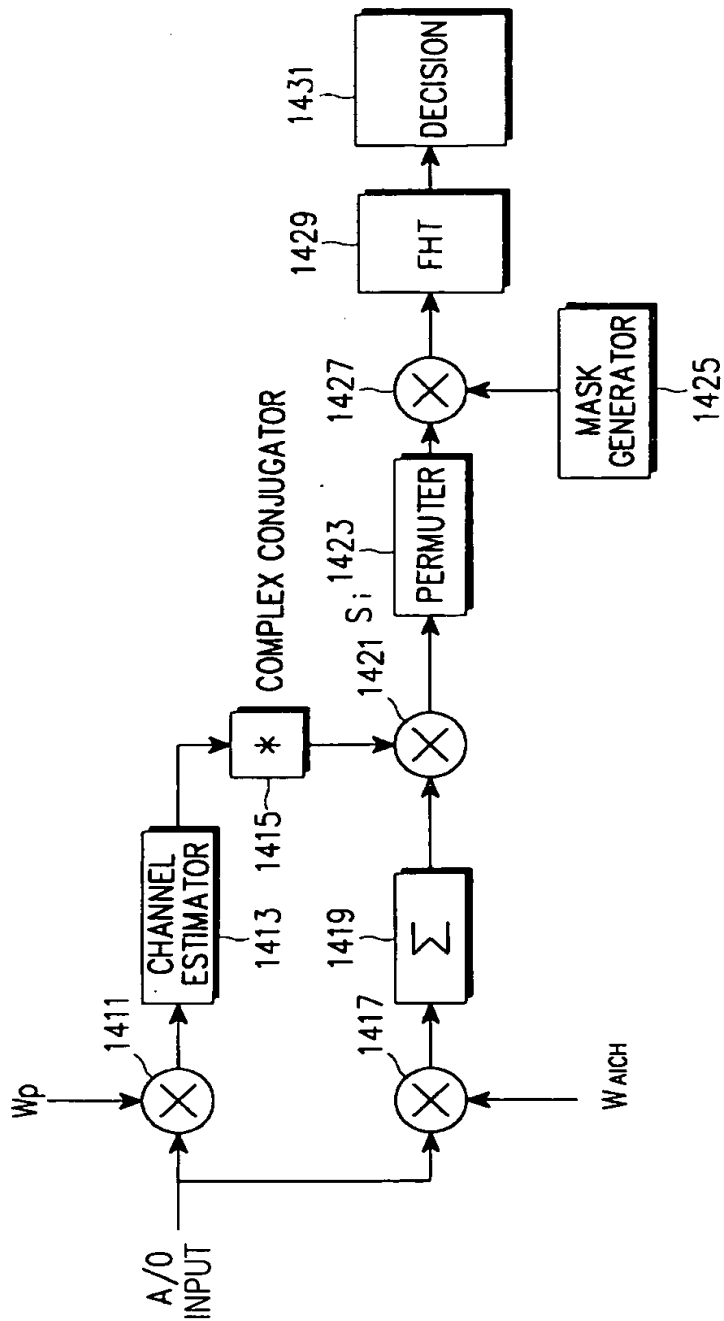 A/O
INPUT
Wp
1411
CHANNEL
ESTIMATOR
1413
*
1415
COMPLEX CONJUGATOR
1417
WAICH
Σ
1419
1421
Si
PERMUTER
1423
1427
MASK
GENERATOR
1425
FHT
1429
DECISION
1431